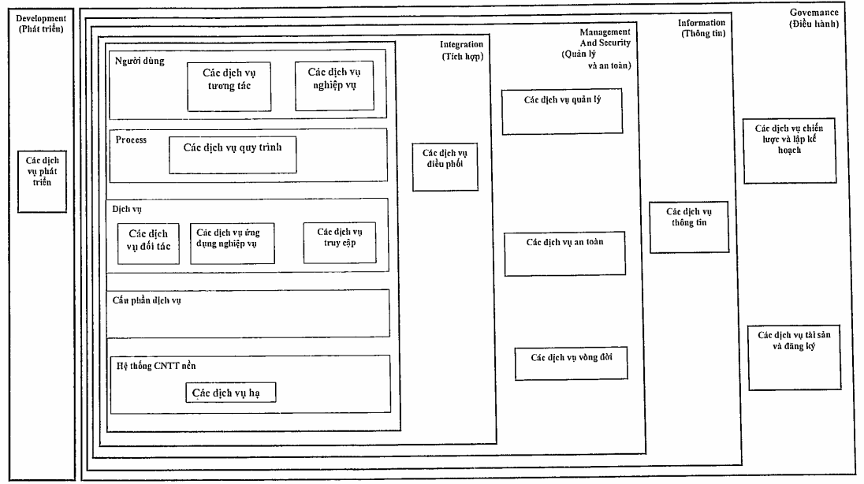 Development
(Phát triển)
Các dịch
vụ phát
triển
Governance
(Điều hành)
Các dịch vụ chiến
lược và lập kế
hoạch
Các dịch vụ tài sản
và đăng ký
Information
(Thông tin)
Các dịch vụ
thông tin
Management
And Security
(Quản lý
và an toàn)
Các dịch vụ quản lý
Các dịch vụ an toàn
Các dịch vụ vòng đời
Integration
(Tích hợp)
Các dịch vụ
điều phối
Người dùng
Các dịch vụ
tương tác
Các dịch vụ
nghiệp vụ
Process
Các dịch vụ quy trình
Dịch vụ
Các dịch
vụ đối tác
Các dịch vụ ứng
dụng nghiệp vụ
Các dịch vụ
truy cập
Cấu phần dịch vụ
Hệ thống CNTT nền
Các dịch vụ hạ